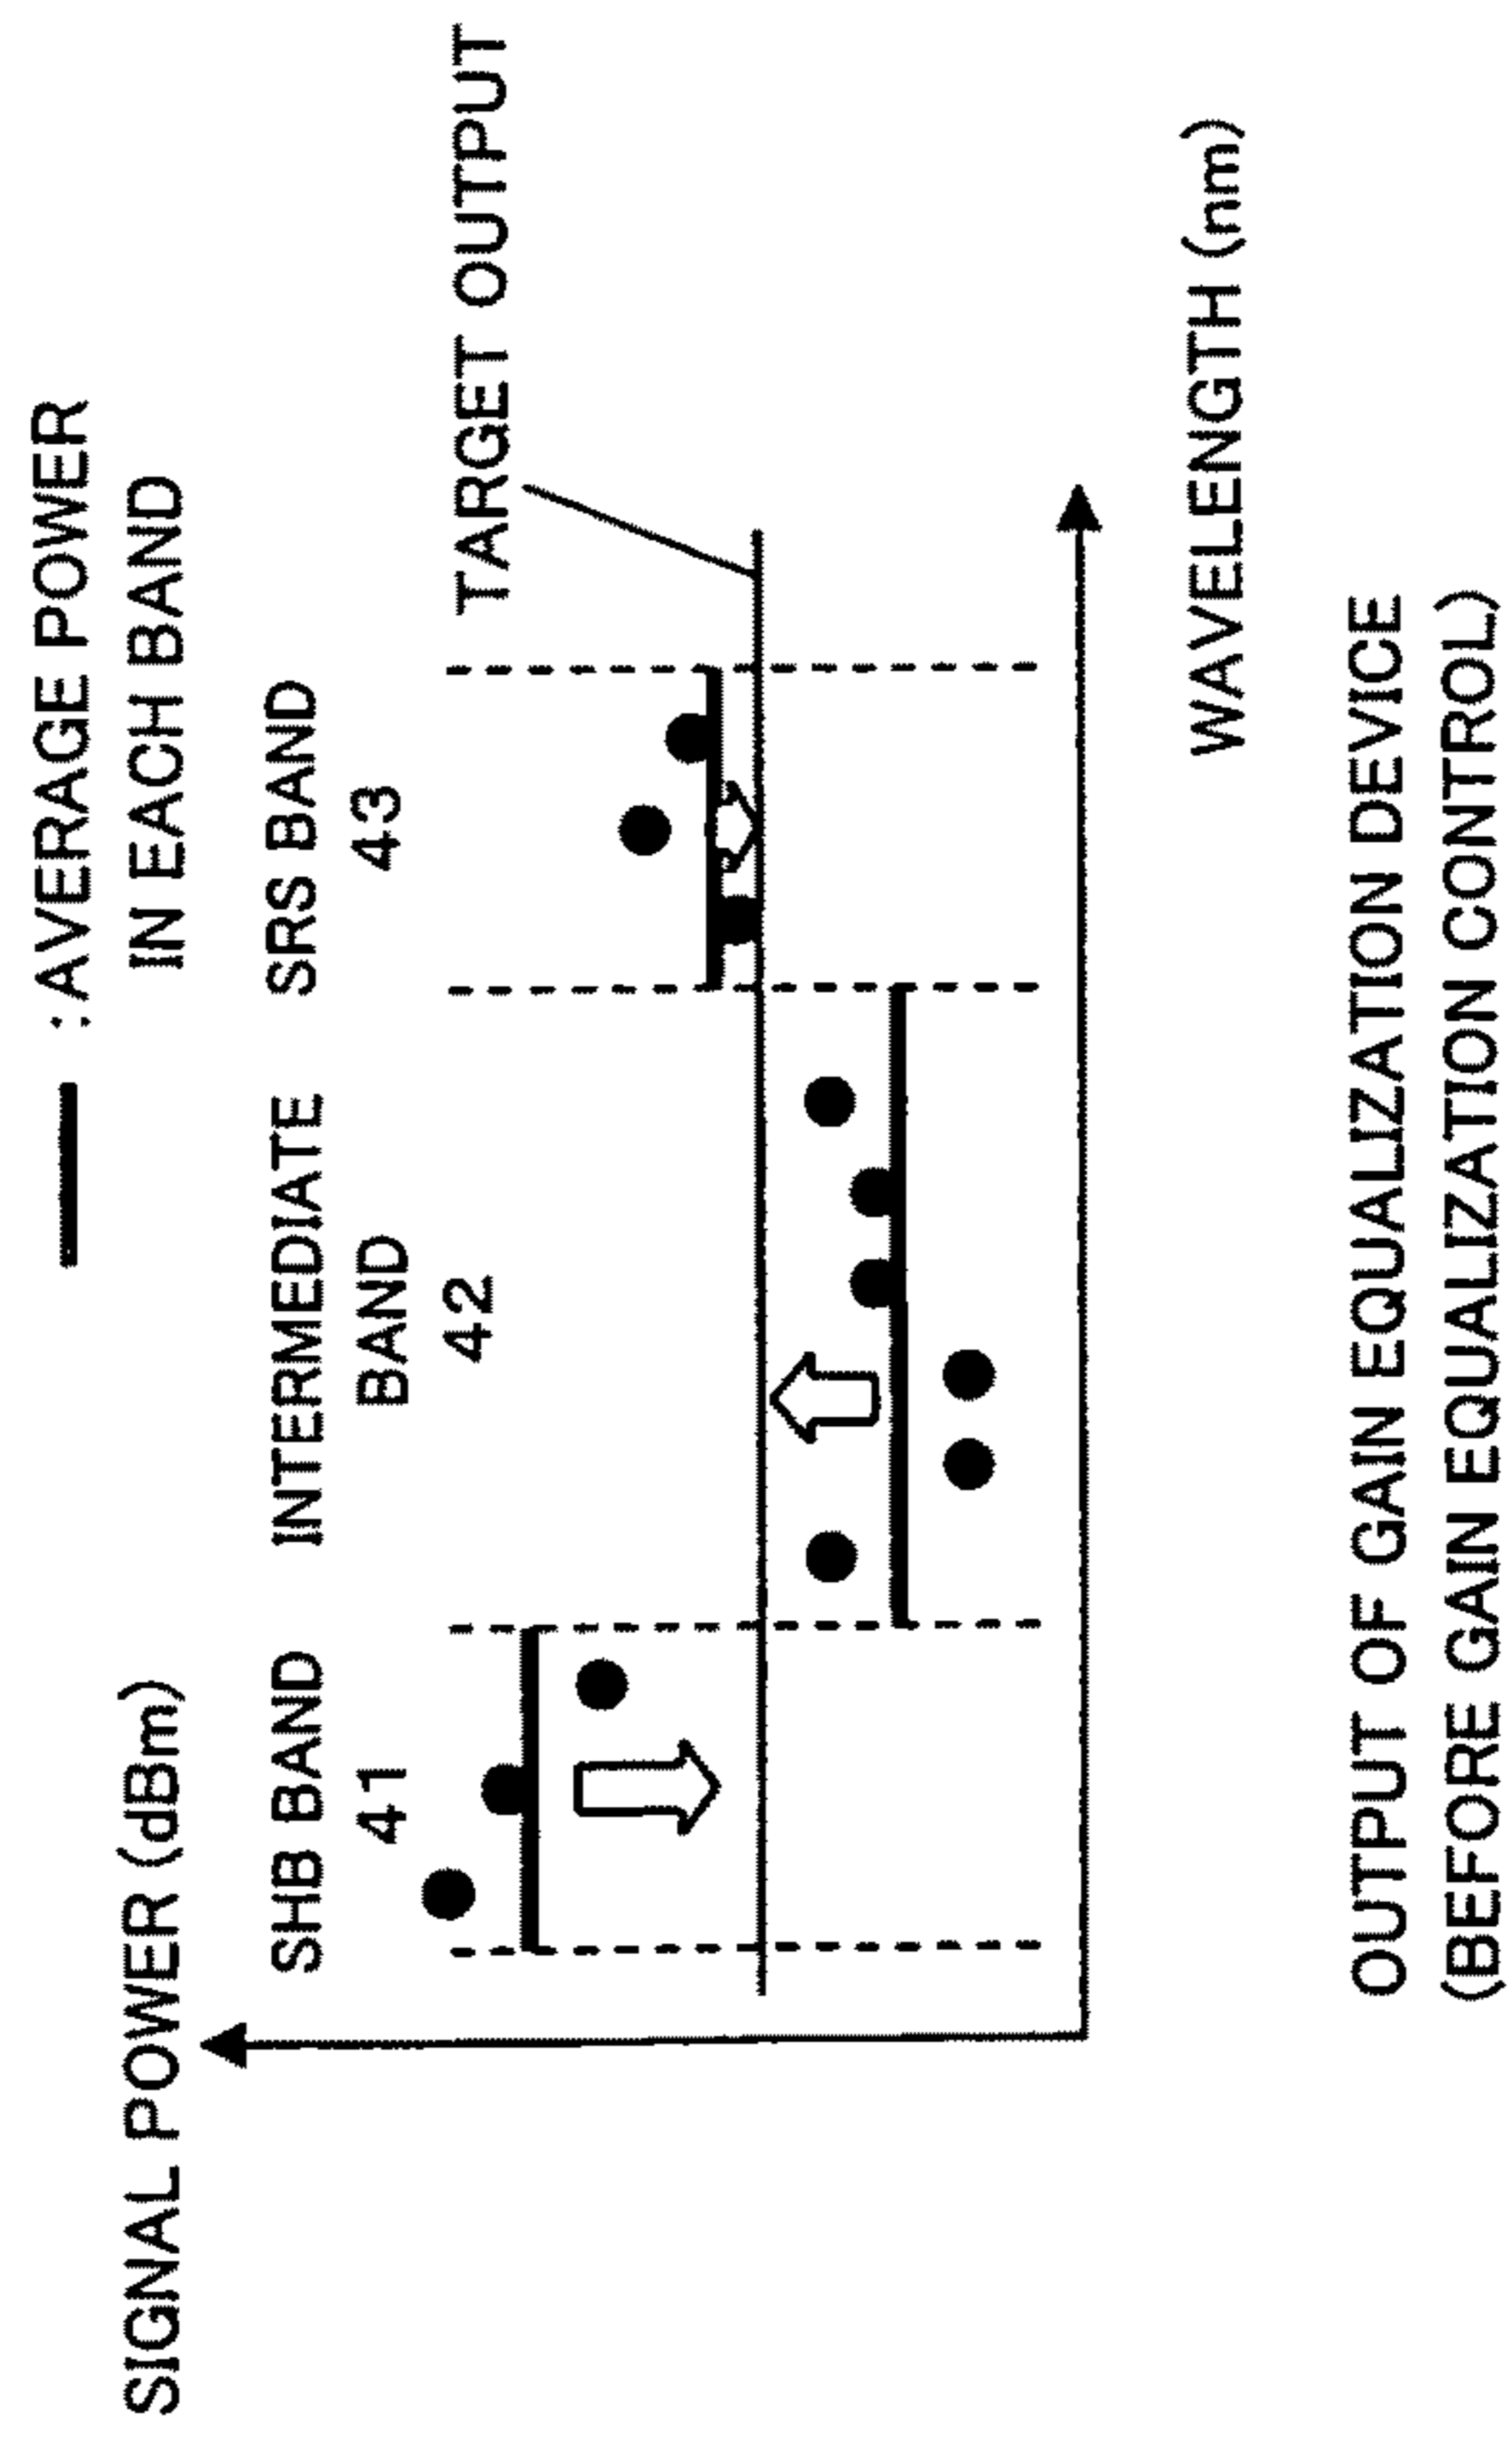 : AVERAGE POWER
IN EACH BAND
SIGNAL POWER (dBm)
SHB BAND
41
INTERMEDIATE
BAND
42
SRS BAND
43
TARGET OUTPUT
WAVELENGTH (nm)
OUTPUT OF GAIN EQUALIZATION DEVICE
(BEFORE GAIN EQUALIZATION CONTROL)